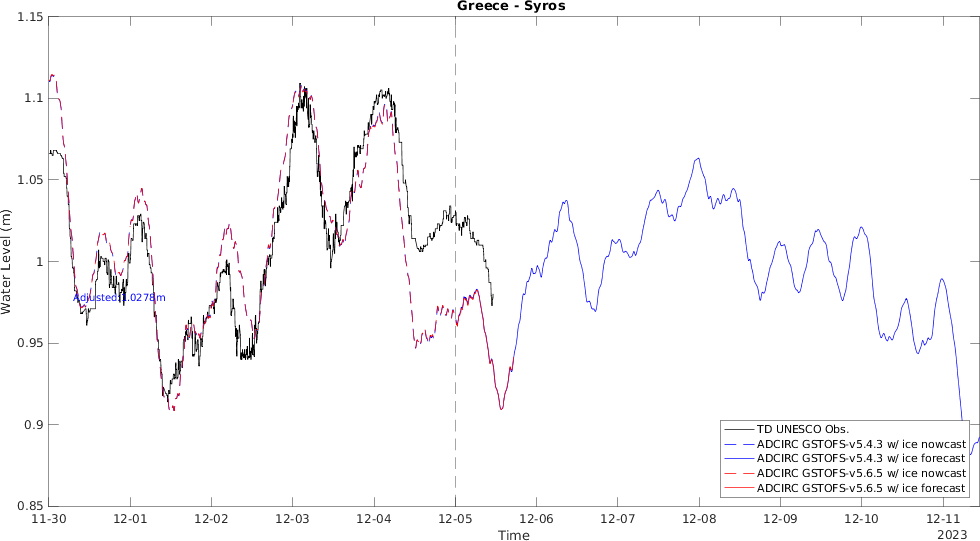 Greece - Syros
1.15
1.1
1.05
1
0.95
0.9
0.85
Water Level (m)
Adjusted:1.0278m
TD UNESCO Obs.
ADCIRC GSTOFS-v5.4.3 w/ ice nowcast
ADCIRC GSTOFS-v5.4.3 w/ ice forecast
ADCIRC GSTOFS-v5.6.5 w/ ice nowcast
ADCIRC GSTOFS-v5.6.5 w/ ice forecast
11-30 12-01 12-02 12-03 12-04 12-05 12-06 12-07 12-08 12-09 12-10 12-11
Time
2023